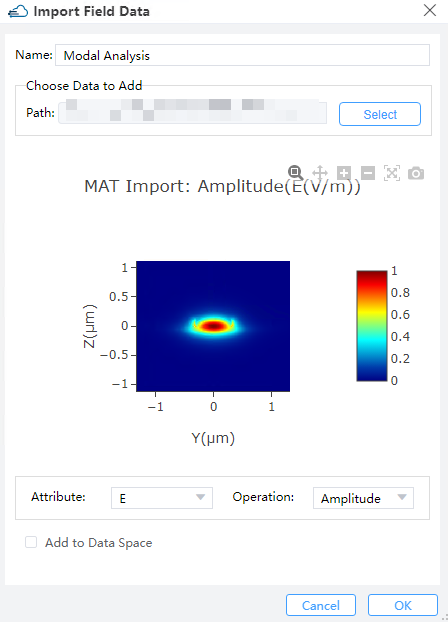 Import Field Data
Name: Modal Analysis
Choose Data to Add
Path: Select
MAT Import: Amplitude(E(V/m))
1
0.5
0
−0.5
−1
Z(μm)
−1 0 1
Y(μm)
1
0.8
0.6
0.4
0.2
0
Attribute: E Operation: Amplitude
Add to Data Space
Cancel OK